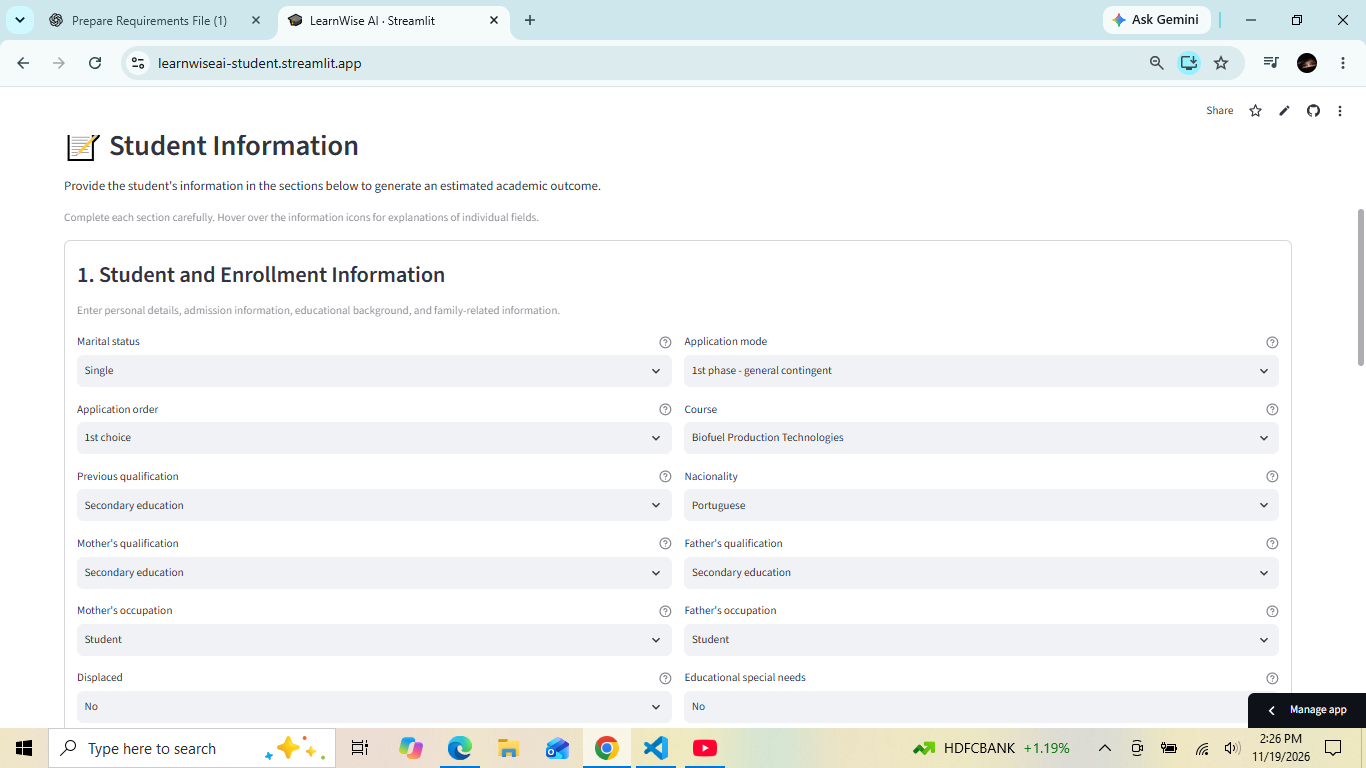 Prepare Requirements File (1)
LearnWise AI · Streamlit
Ask Gemini
learnwiseai-student.streamlit.app
Share
Student Information
Provide the student's information in the sections below to generate an estimated academic outcome.
Complete each section carefully. Hover over the information icons for explanations of individual fields.
1. Student and Enrollment Information
Enter personal details, admission information, educational background, and family-related information.
Marital status
Application mode
Single
1st phase - general contingent
Application order
Course
1st choice
Biofuel Production Technologies
Previous qualification
Nacionality
Secondary education
Portuguese
Mother's qualification
Father's qualification
Secondary education
Secondary education
Mother's occupation
Father's occupation
Student
Student
Displaced
Educational special needs
No
No
Manage app
Type here to search
HDFCBANK +1.19%
2:26 PM
11/19/2026